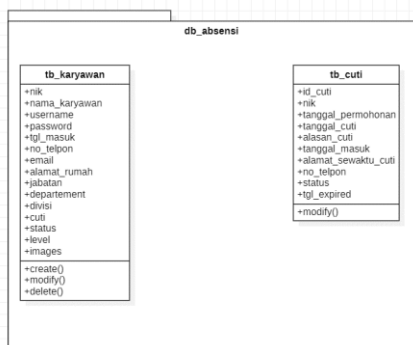 db_absensi
tb_karyawan
+nik
+nama_karyawan
+username
+password
+tgl_masuk
+no_telpon
+email
+alamat_rumah
+jabatan
+departement
+divisi
+cuti
+status
+level
+images
+create()
+modify()
+delete()
tb_cuti
+id_cuti
+nik
+tanggal_permohonan
+tanggal_cuti
+alasan_cuti
+tanggal_masuk
+alamat_sewaktu_cuti
+no_telpon
+status
+tgl_expired
+modify()